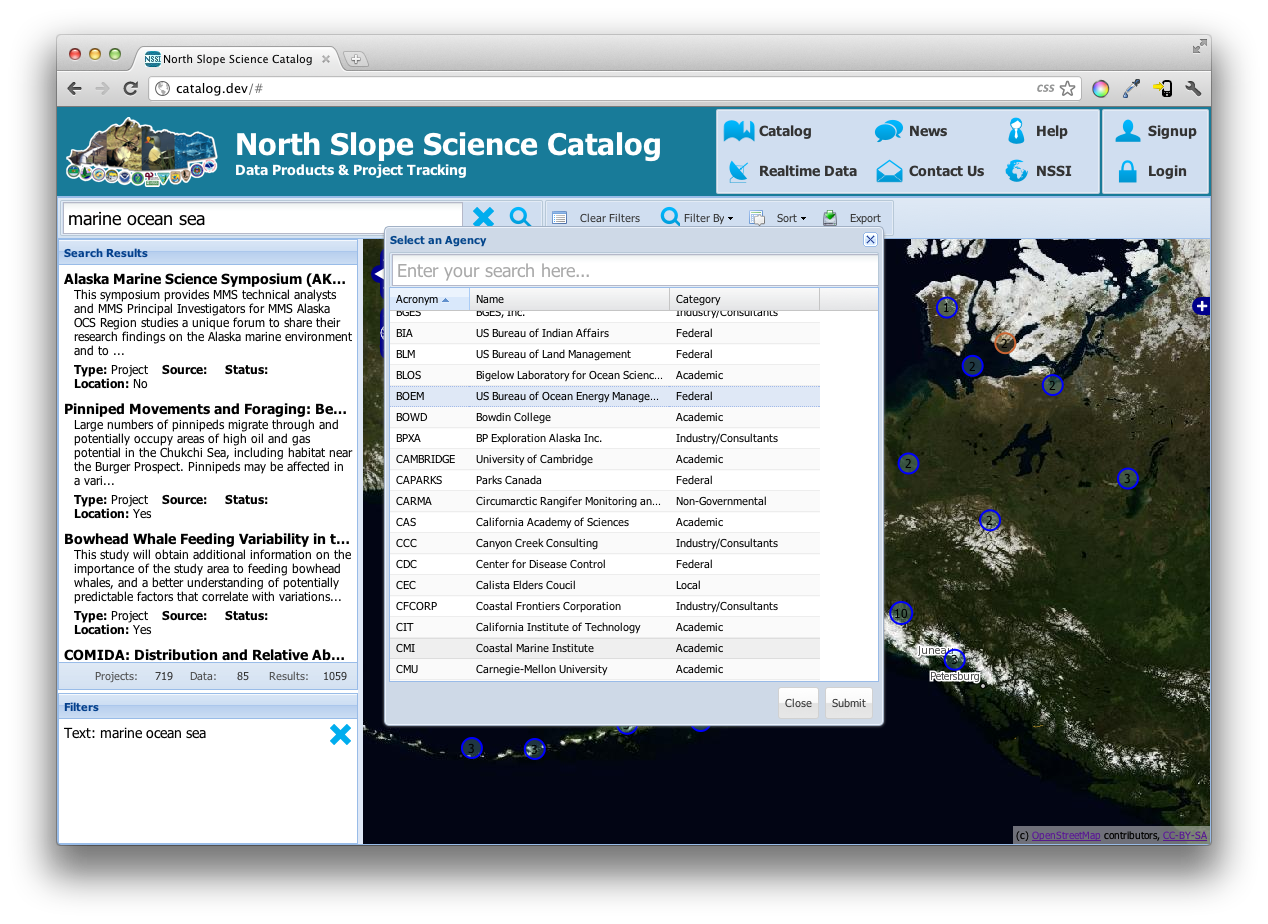 NSSI North Slope Science Catalog
catalog.dev/#
CSS
North Slope Science Catalog
Data Products & Project Tracking
Catalog
News
Help
Signup
Realtime Data
Contact Us
NSSI
Login
marine ocean sea
Clear Filters
Filter By
Sort
Export
Search Results
Alaska Marine Science Symposium (AK...
This symposium provides MMS technical analysts
and MMS Principal Investigators for MMS Alaska
OCS Region studies a unique forum to share their
research findings on the Alaska marine environment
and to ...
Type: Project Source: Status:
Location: No
Pinniped Movements and Foraging: Be...
Large numbers of pinnipeds migrate through and
potentially occupy areas of high oil and gas
potential in the Chukchi Sea, including habitat near
the Burger Prospect. Pinnipeds may be affected in
a vari...
Type: Project Source: Status:
Location: Yes
Bowhead Whale Feeding Variability in t...
This study will obtain additional information on the
importance of the study area to feeding bowhead
whales, and a better understanding of potentially
predictable factors that correlate with variations...
Type: Project Source: Status:
Location: Yes
COMIDA: Distribution and Relative Ab...
Projects: 719 Data: 85 Results: 1059
Filters
Text: marine ocean sea
Select an Agency
Enter your search here...
Acronym Name Category
BGES BGES, Inc. Industry/Consultants
BIA US Bureau of Indian Affairs Federal
BLM US Bureau of Land Management Federal
BLOS Bigelow Laboratory for Ocean Scienc... Academic
BOEM US Bureau of Ocean Energy Manage... Federal
BOWD Bowdin College Academic
BPXA BP Exploration Alaska Inc. Industry/Consultants
CAMBRIDGE University of Cambridge Academic
CAPARKS Parks Canada Federal
CARMA Circumarctic Rangifer Monitoring an... Non-Governmental
CAS California Academy of Sciences Academic
CCC Canyon Creek Consulting Industry/Consultants
CDC Center for Disease Control Federal
CEC Calista Elders Coucil Local
CFCORP Coastal Frontiers Corporation Industry/Consultants
CIT California Institute of Technology Academic
CMI Coastal Marine Institute Academic
CMU Carnegie-Mellon University Academic
Close
Submit
1
2
2
2
2
3
2
10
Juneau
3
Petersburg
3
3
(c) OpenStreetMap contributors, CC-BY-SA